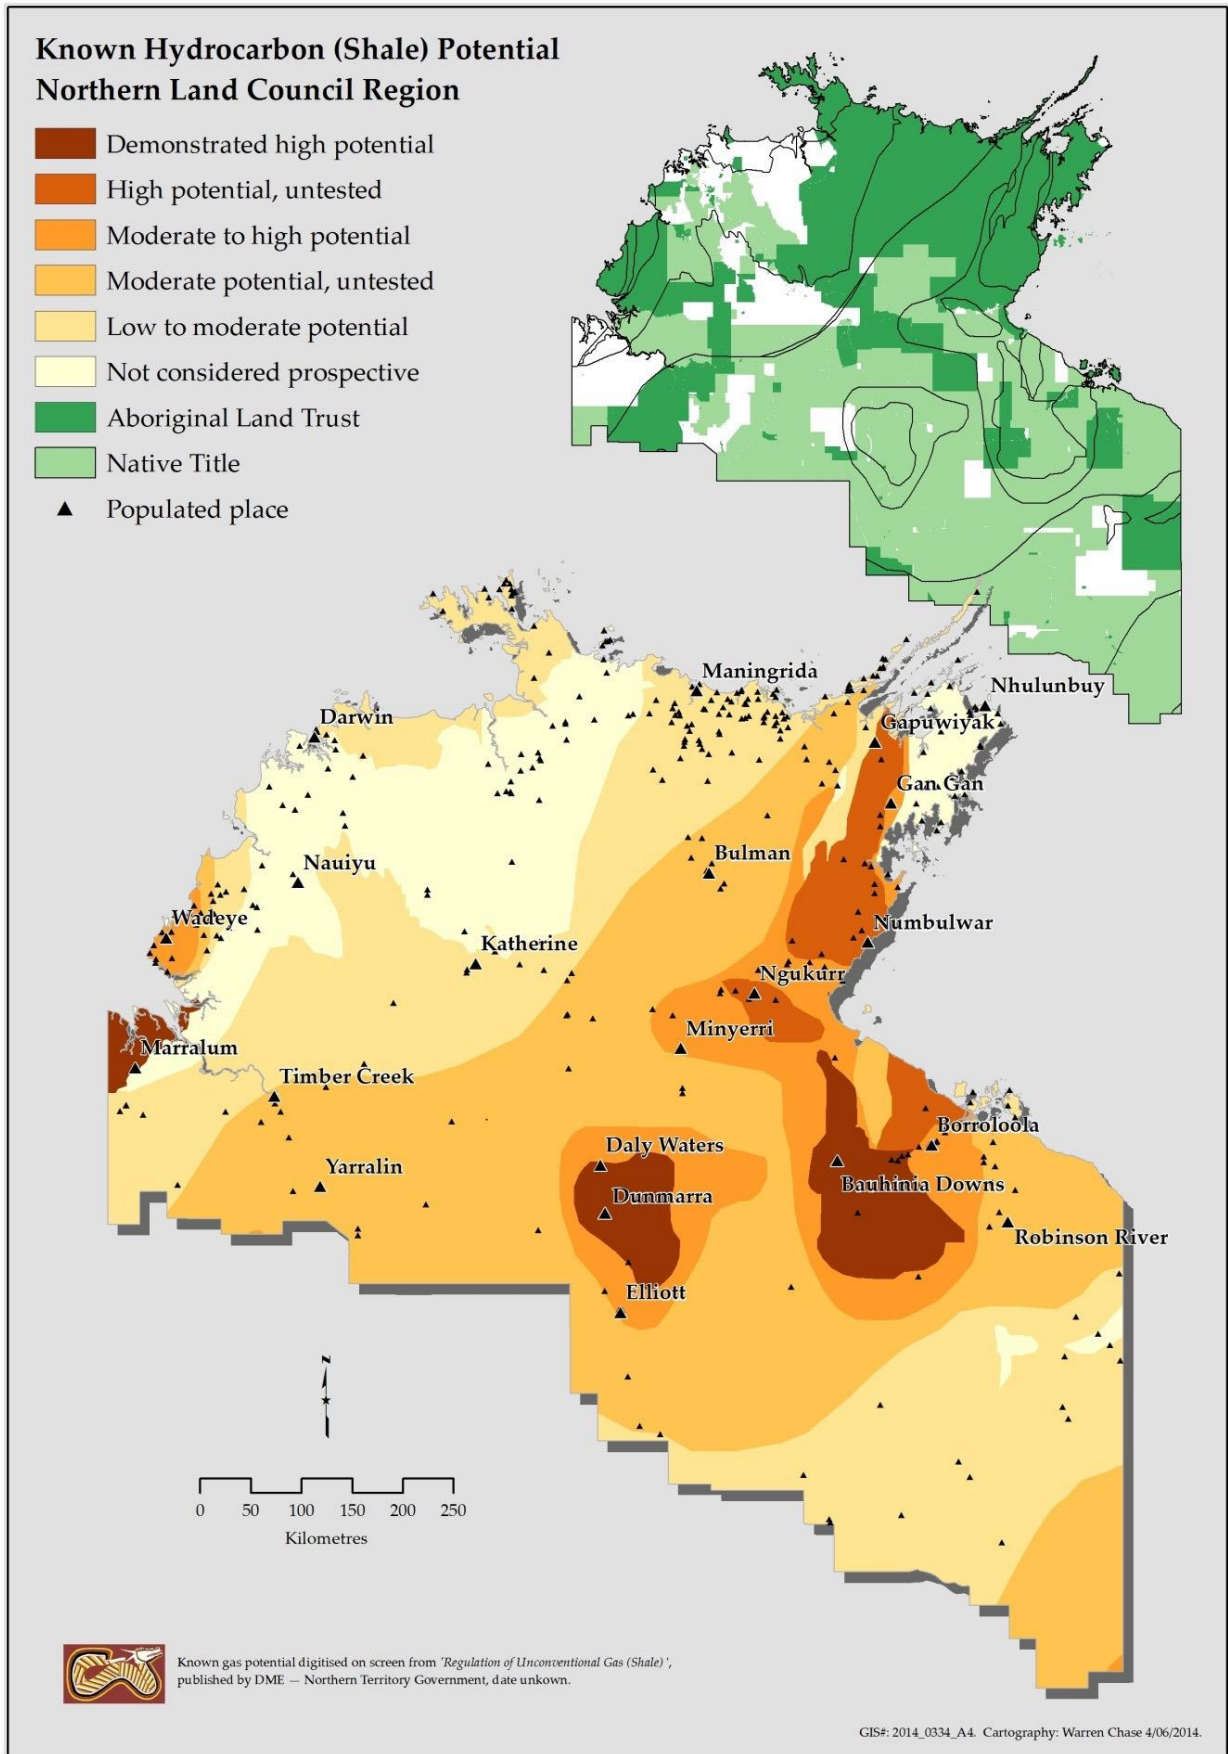 Known Hydrocarbon (Shale) Potential
Northern Land Council Region
Demonstrated high potential
High potential, untested
Moderate to high potential
Moderate potential, untested
Low to moderate potential
Not considered prospective
Aboriginal Land Trust
Native Title
Populated place
Maningrida
Nhulunbuy
Darwin
Gapuwiyak
Gan Gan
Bulman
Nauiyu
Wadeye
Numbulwar
Katherine
Ngukurr
Minyerri
Marralum
Timber Creek
Borroloola
Daly Waters
Yarralin
Bauhinia Downs
Dunmarra
Robinson River
Elliott
N
0 50 100 150 200 250
Kilometres
Known gas potential digitised on screen from 'Regulation of Unconventional Gas (Shale)',
published by DME — Northern Territory Government, date unkown.
GIS#: 2014_0334_A4. Cartography: Warren Chase 4/06/2014.